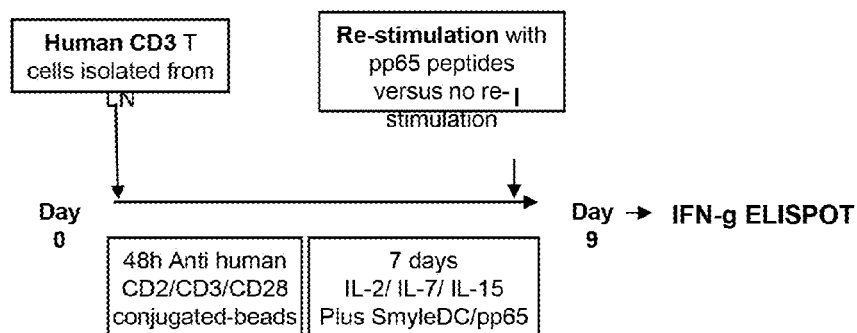 Human CD3 T
cells isolated from
LN
Re-stimulation with
pp65 peptides
versus no re-
stimulation
Day
0
Day
9
IFN-g ELISPOT
48h Anti human
CD2/CD3/CD28
conjugated-beads
7 days
IL-2/ IL-7/ IL-15
Plus SmyleDC/pp65